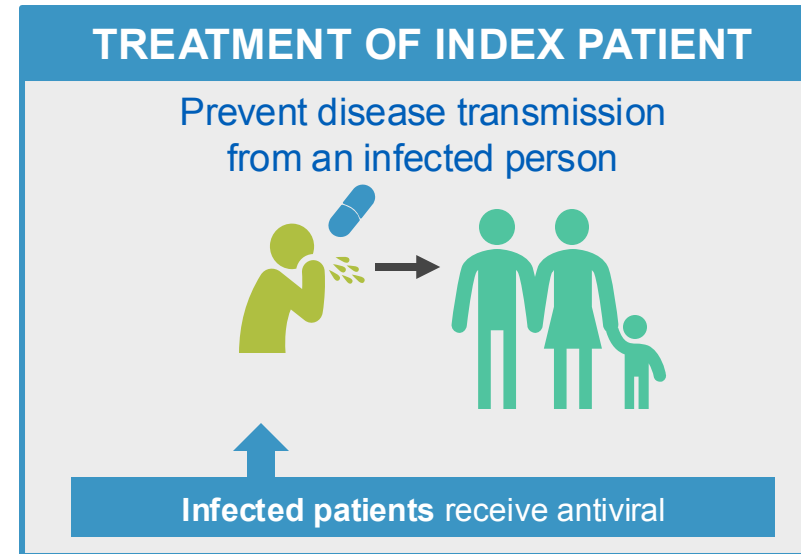 TREATMENT OF INDEX PATIENT
Prevent disease transmission
from an infected person
Infected patients receive antiviral